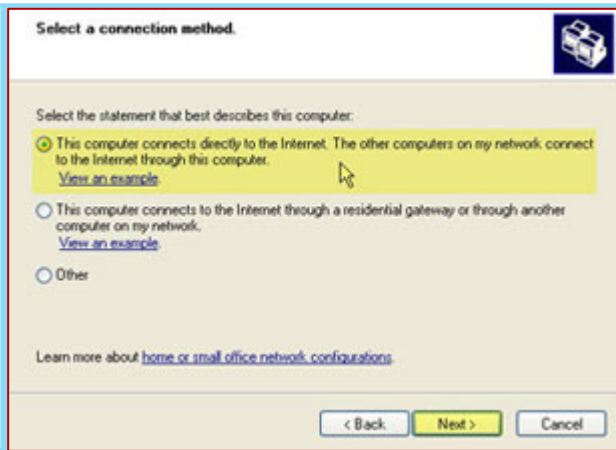 Select a connection method.
Select the statement that best describes this computer:
This computer connects directly to the Internet. The other computers on my network connect
to the Internet through this computer.
View an example.
This computer connects to the Internet through a residential gateway or through another
computer on my network.
View an example.
Other
Learn more about home or small office network configurations.
< Back
Next >
Cancel